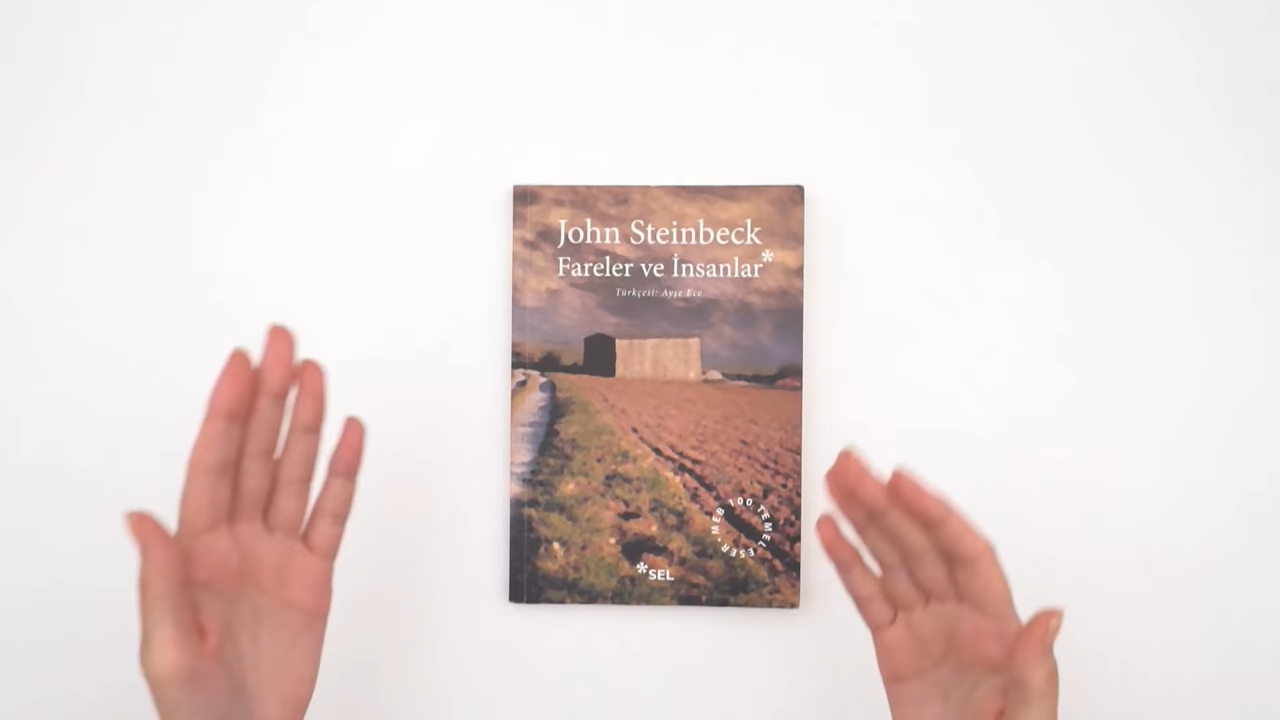 John Steinbeck
Fareler ve İnsanlar*
Türkçesi: Ayşe Ece
MEB 100 TEMEL ESER •
*SEL